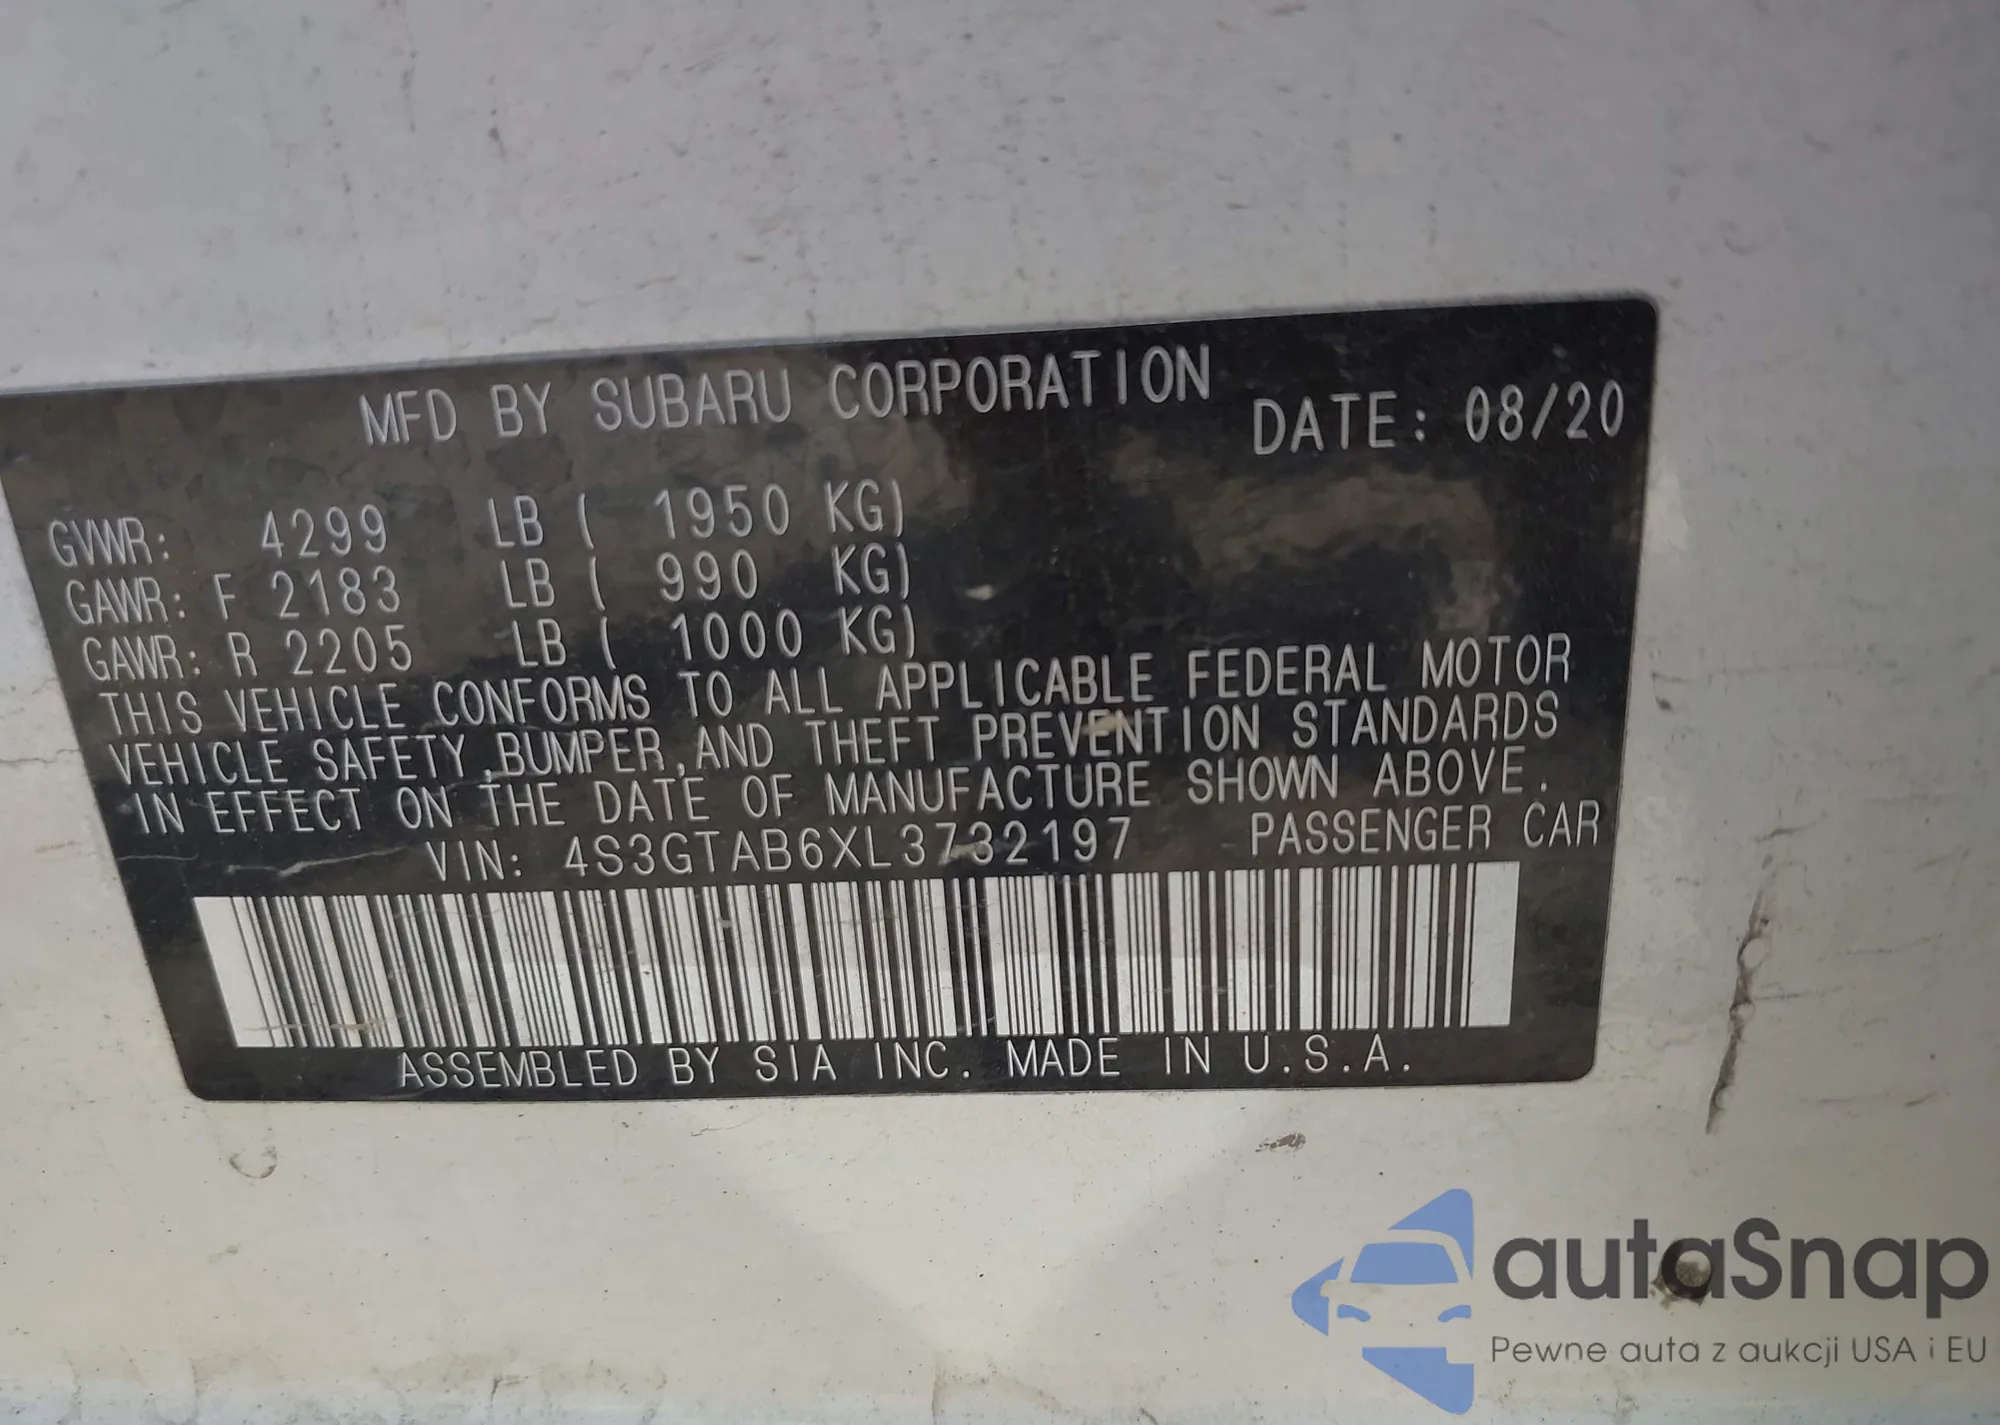 MFD BY SUBARU CORPORATION
DATE: 08/20
GVWR: 4299 LB ( 1950 KG)
GAWR: F 2183 LB ( 990 KG)
GAWR: R 2205 LB ( 1000 KG)
THIS VEHICLE CONFORMS TO ALL APPLICABLE FEDERAL MOTOR
VEHICLE SAFETY,BUMPER,AND THEFT PREVENTION STANDARDS
IN EFFECT ON THE DATE OF MANUFACTURE SHOWN ABOVE.
VIN: 4S3GTAB6XL3732197 PASSENGER CAR
ASSEMBLED BY SIA INC. MADE IN U.S.A.
autaSnap
Pewne auta z aukcji USA i EU